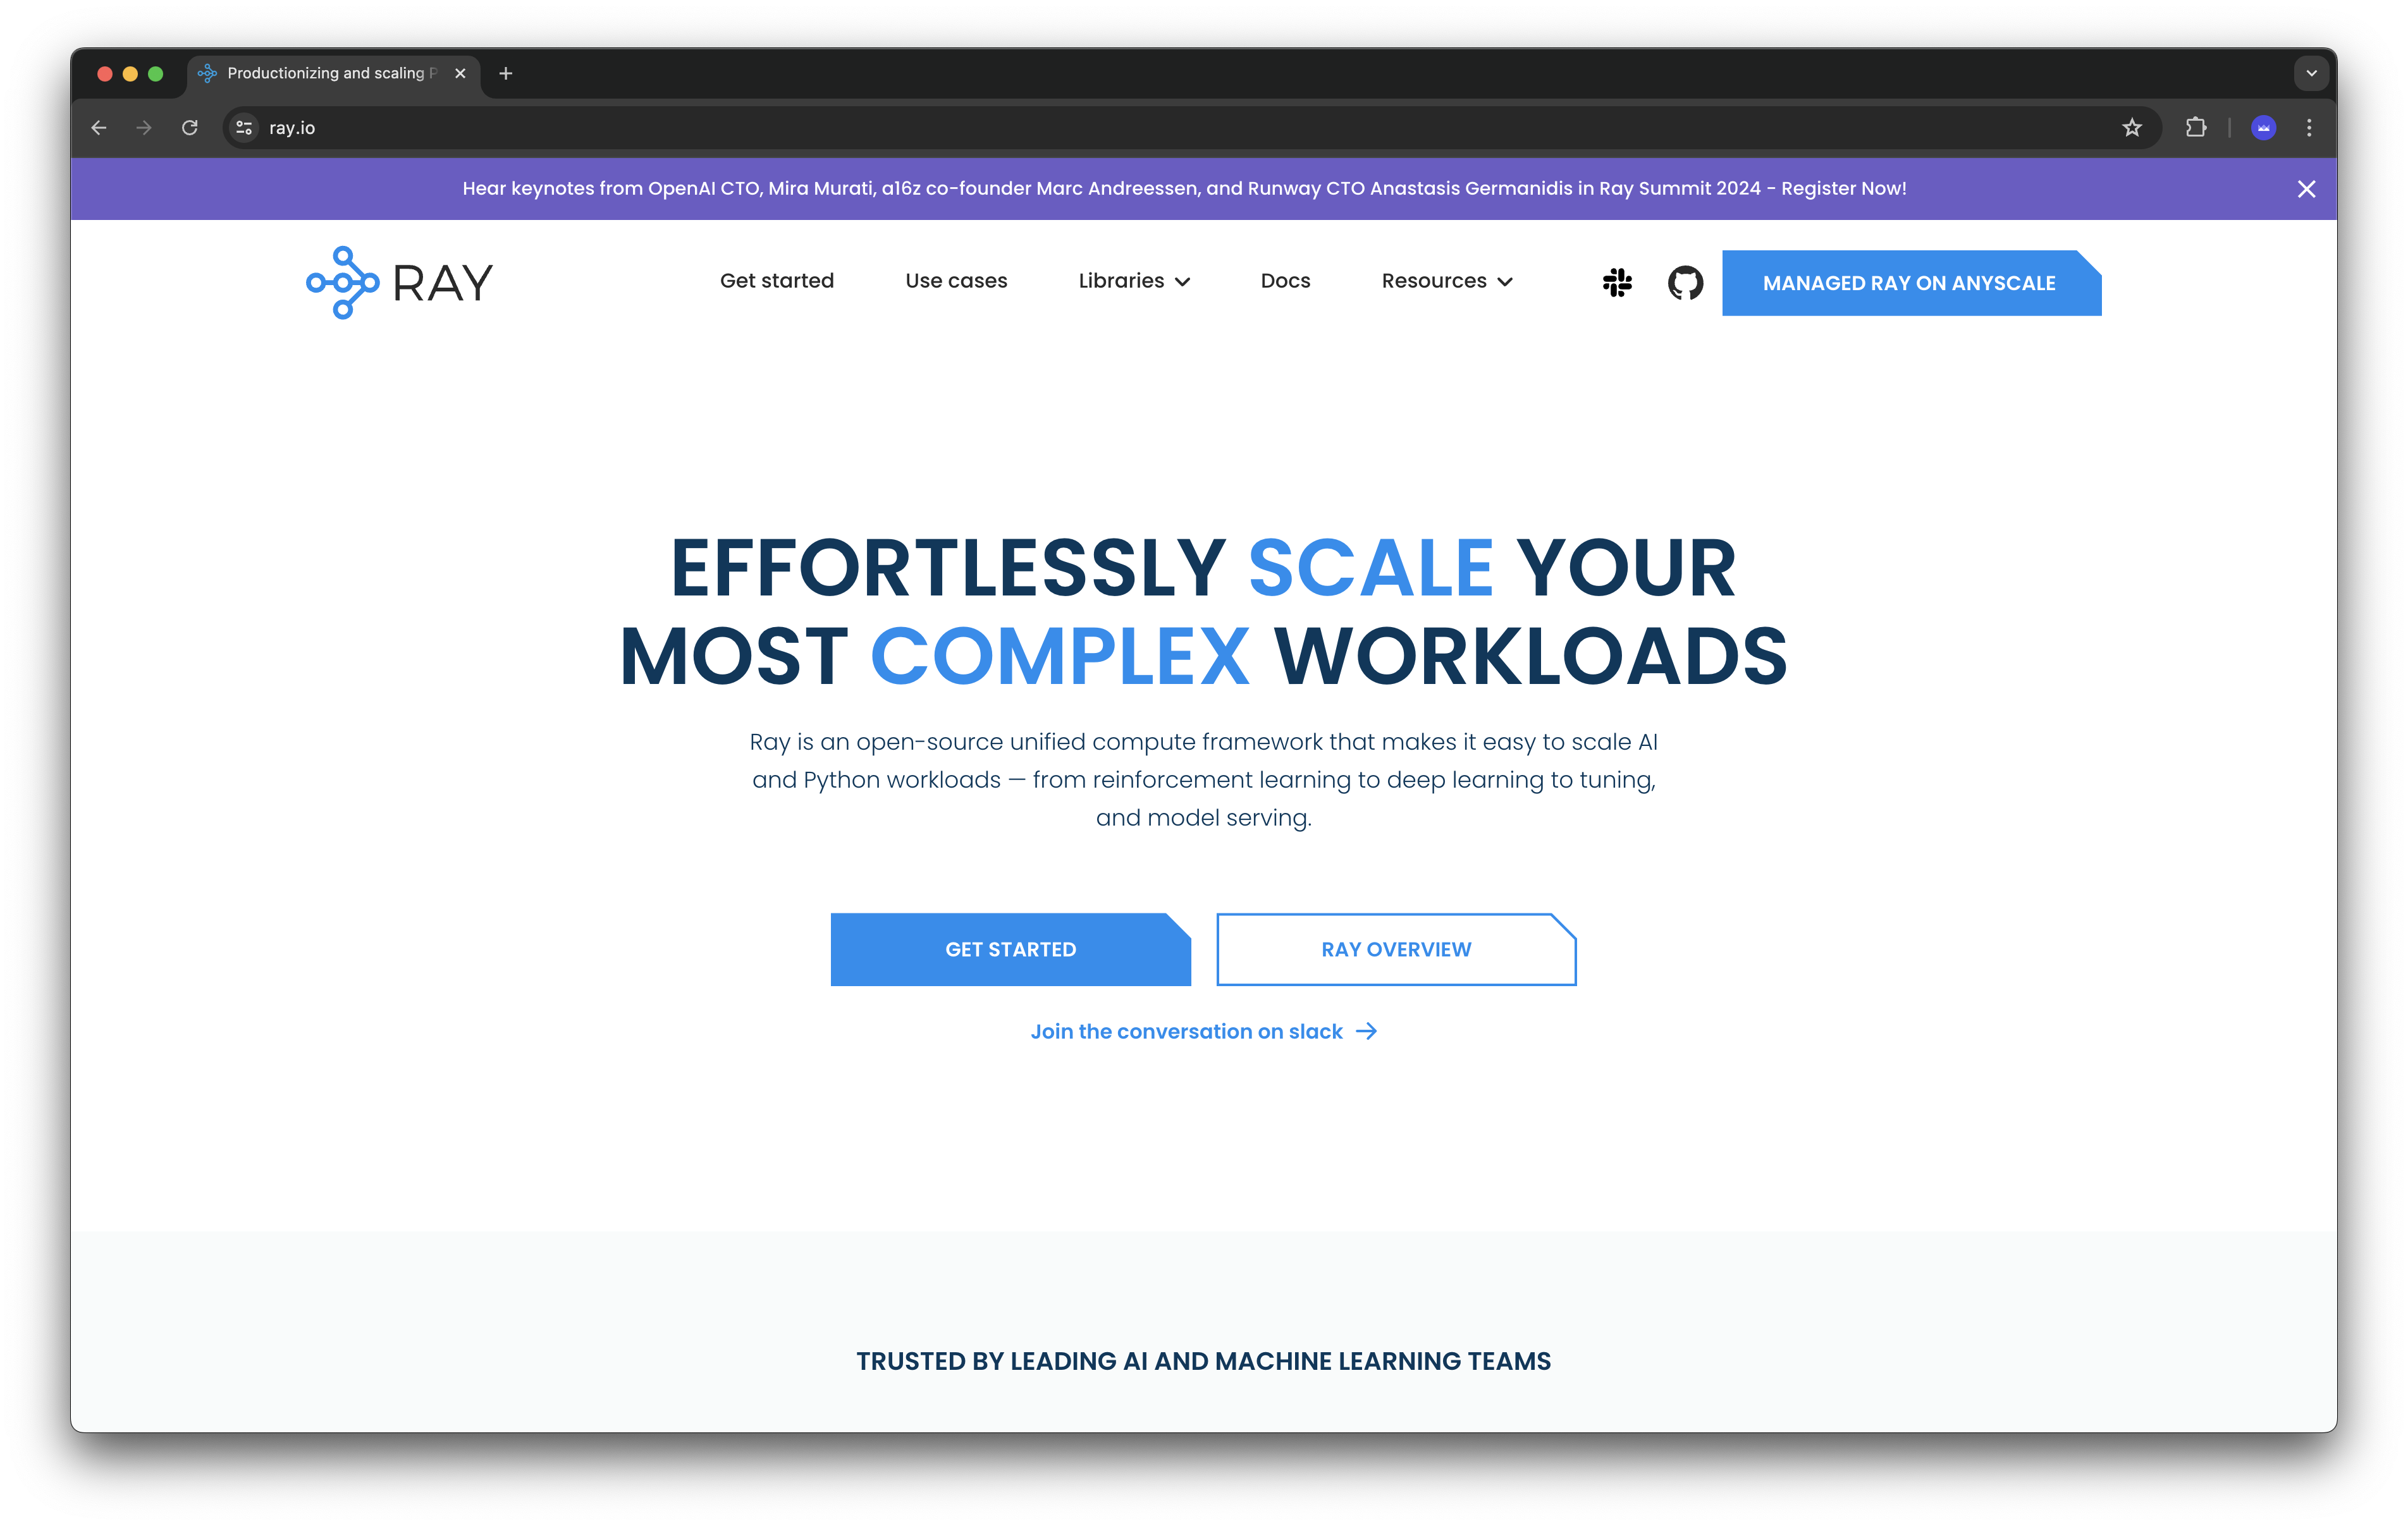 Productionizing and scaling P
ray.io
Hear keynotes from OpenAI CTO, Mira Murati, a16z co-founder Marc Andreessen, and Runway CTO Anastasis Germanidis in Ray Summit 2024 - Register Now!
RAY
Get started
Use cases
Libraries
Docs
Resources
MANAGED RAY ON ANYSCALE
EFFORTLESSLY SCALE YOUR
MOST COMPLEX WORKLOADS
Ray is an open-source unified compute framework that makes it easy to scale AI
and Python workloads — from reinforcement learning to deep learning to tuning,
and model serving.
GET STARTED
RAY OVERVIEW
Join the conversation on slack →
TRUSTED BY LEADING AI AND MACHINE LEARNING TEAMS